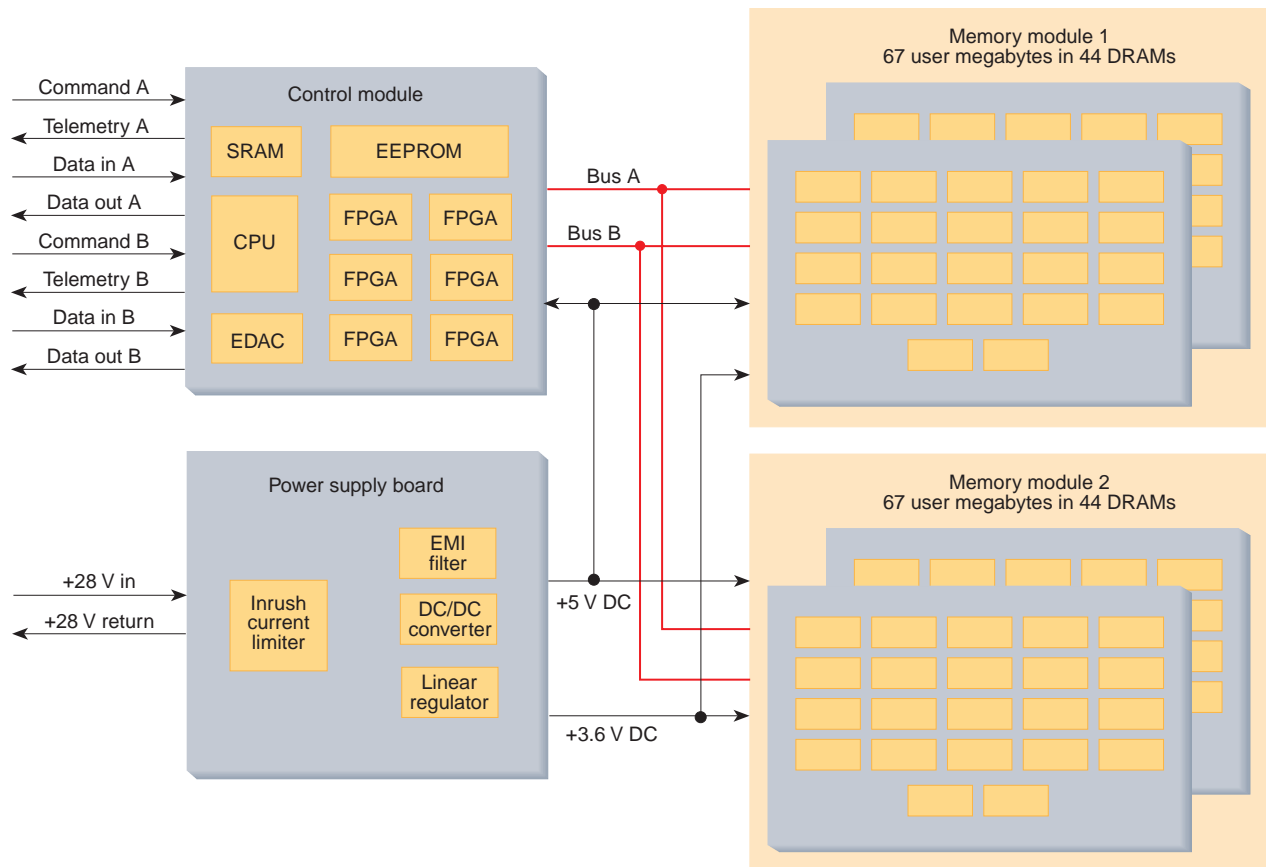 Command A
Telemetry A
Data in A
Data out A
Command B
Telemetry B
Data in B
Data out B
Control module
SRAM
EEPROM
CPU
FPGA
FPGA
FPGA
FPGA
EDAC
FPGA
FPGA
Bus A
Bus B
Memory module 1
67 user megabytes in 44 DRAMs
Power supply board
+28 V in
+28 V return
Inrush
current
limiter
EMI
filter
DC/DC
converter
Linear
regulator
+5 V DC
+3.6 V DC
Memory module 2
67 user megabytes in 44 DRAMs